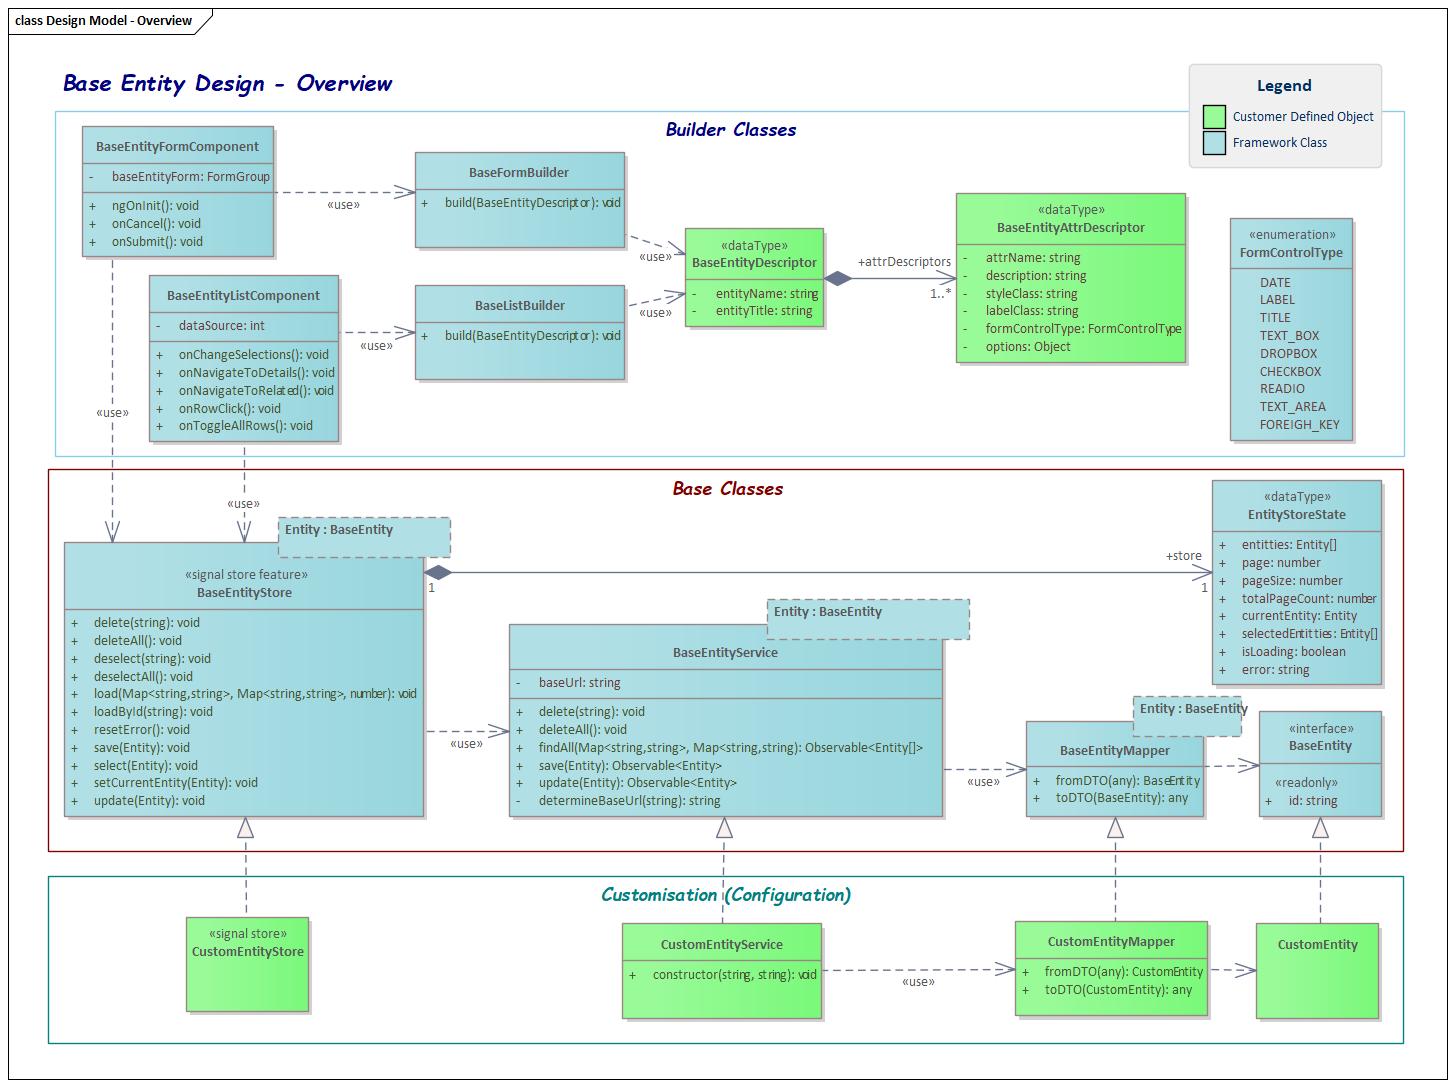 class Design Model - Overview
Base Entity Design - Overview
Legend
Customer Defined Object
Framework Class
Builder Classes
BaseEntityFormComponent
- baseEntityForm: FormGroup
+ ngOnInit(): void
+ onCancel(): void
+ onSubmit(): void
«use»
BaseFormBuilder
+ build(BaseEntityDescriptor): void
«use»
«dataType»
BaseEntityDescriptor
- entityName: string
- entityTitle: string
+attrDescriptors
1..*
«dataType»
BaseEntityAttrDescriptor
- attrName: string
- description: string
- styleClass: string
- labelClass: string
- formControlType: FormControlType
- options: Object
«enumeration»
FormControlType
DATE
LABEL
TITLE
TEXT_BOX
DROPBOX
CHECKBOX
READIO
TEXT_AREA
FOREIGH_KEY
BaseEntityListComponent
- dataSource: int
+ onChangeSelections(): void
+ onNavigateToDetails(): void
+ onNavigateToRelated(): void
+ onRowClick(): void
+ onToggleAllRows(): void
«use»
BaseListBuilder
+ build(BaseEntityDescriptor): void
«use»
«use»
«use»
Base Classes
Entity : BaseEntity
«signal store feature»
BaseEntityStore
+ delete(string): void
+ deleteAll(): void
+ deselect(string): void
+ deselectAll(): void
+ load(Map<string,string>, Map<string,string>, number): void
+ loadById(string): void
+ resetError(): void
+ save(Entity): void
+ select(Entity): void
+ setCurrentEntity(Entity): void
+ update(Entity): void
1
+store
1
«dataType»
EntityStoreState
+ entitties: Entity[]
+ page: number
+ pageSize: number
+ totalPageCount: number
+ currentEntity: Entity
+ selectedEntitties: Entity[]
+ isLoading: boolean
+ error: string
«use»
Entity : BaseEntity
BaseEntityService
- baseUrl: string
+ delete(string): void
+ deleteAll(): void
+ findAll(Map<string,string>, Map<string,string): Observable<Entity[]>
+ save(Entity): Observable<Entity>
+ update(Entity): Observable<Entity>
- determineBaseUrl(string): string
«use»
Entity : BaseEntity
BaseEntityMapper
+ fromDTO(any): BaseEntity
+ toDTO(BaseEntity): any
«interface»
BaseEntity
«readonly»
+ id: string
Customisation (Configuration)
«signal store»
CustomEntityStore
CustomEntityService
+ constructor(string, string): void
«use»
CustomEntityMapper
+ fromDTO(any): CustomEntity
+ toDTO(CustomEntity): any
CustomEntity